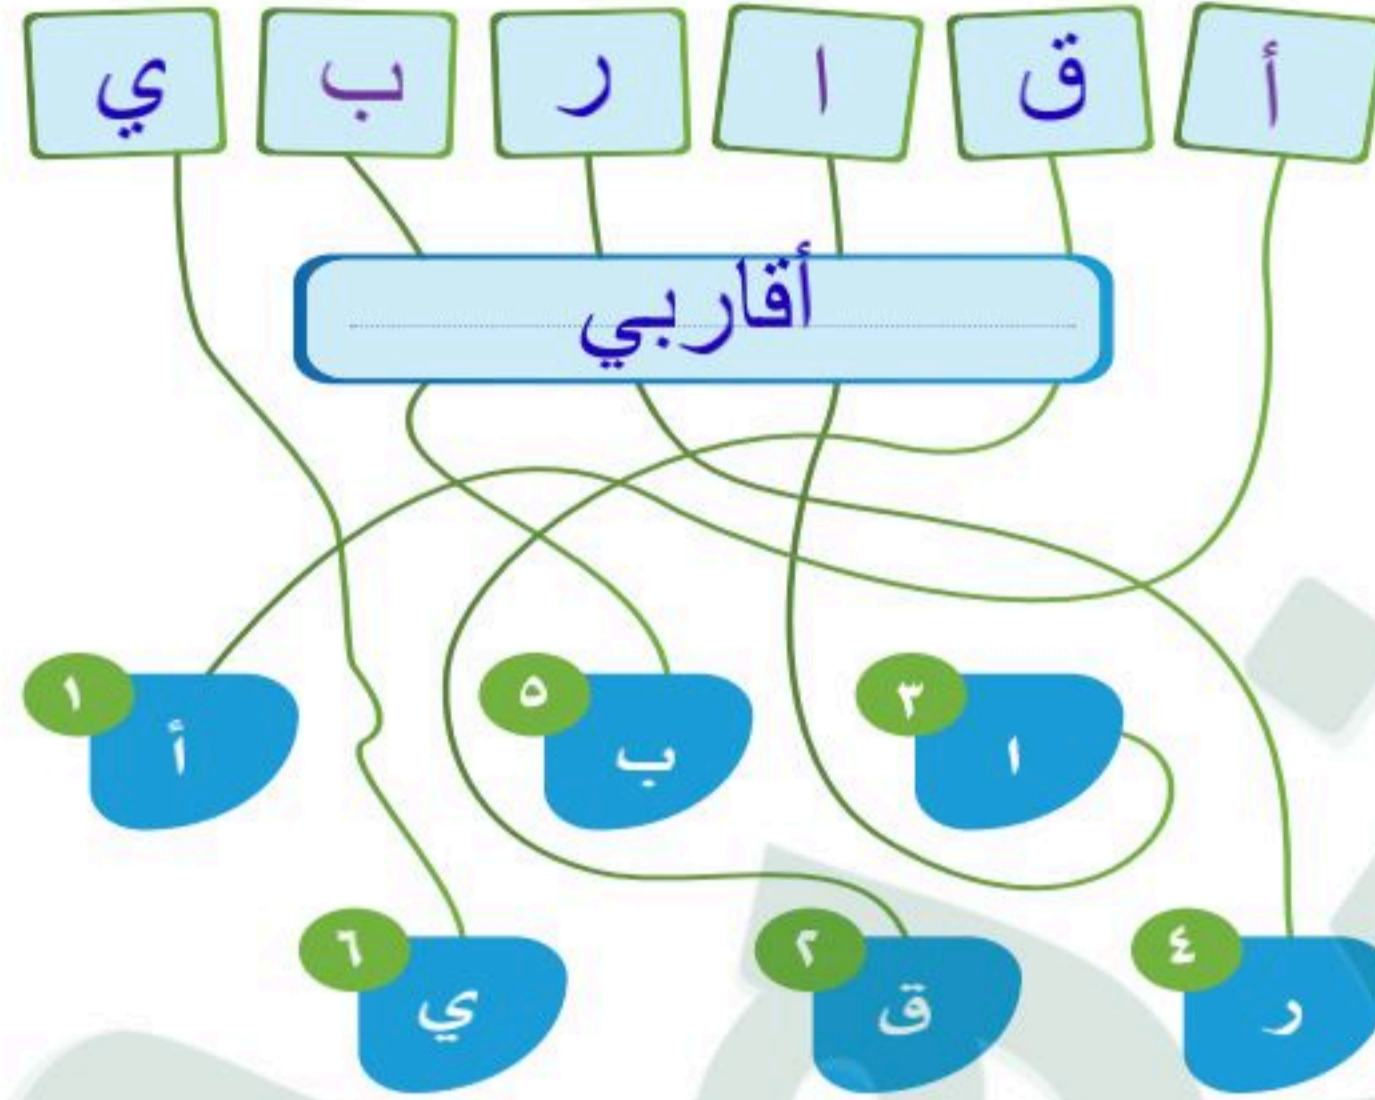 أ ق ا ر ب ي
أقاربي
٣ ٥ ١
ا ب أ
٤ ٢ ٦
ر ق ي